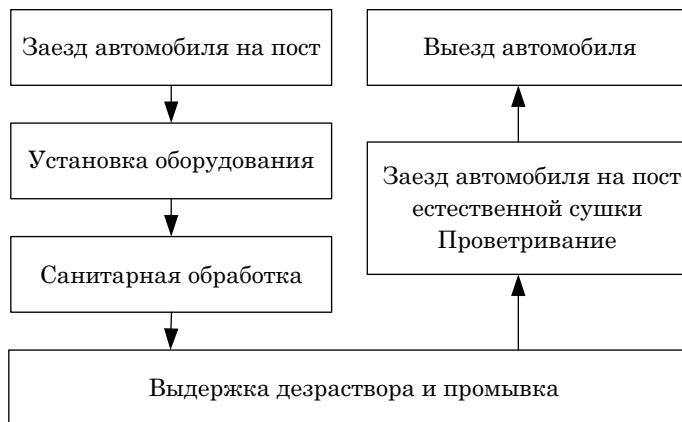 Заезд автомобиля на пост
Установка оборудования
Санитарная обработка
Выдержка дезраствора и промывка
Заезд автомобиля на пост
естественной сушки
Проветривание
Выезд автомобиля